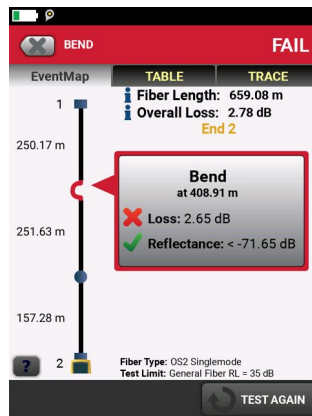 BEND
FAIL
EventMap
TABLE
TRACE
1
Fiber Length: 659.08 m
Overall Loss: 2.78 dB
End 2
250.17 m
Bend
at 408.91 m
Loss: 2.65 dB
Reflectance: < -71.65 dB
251.63 m
157.28 m
? 2
Fiber Type: OS2 Singlemode
Test Limit: General Fiber RL = 35 dB
TEST AGAIN